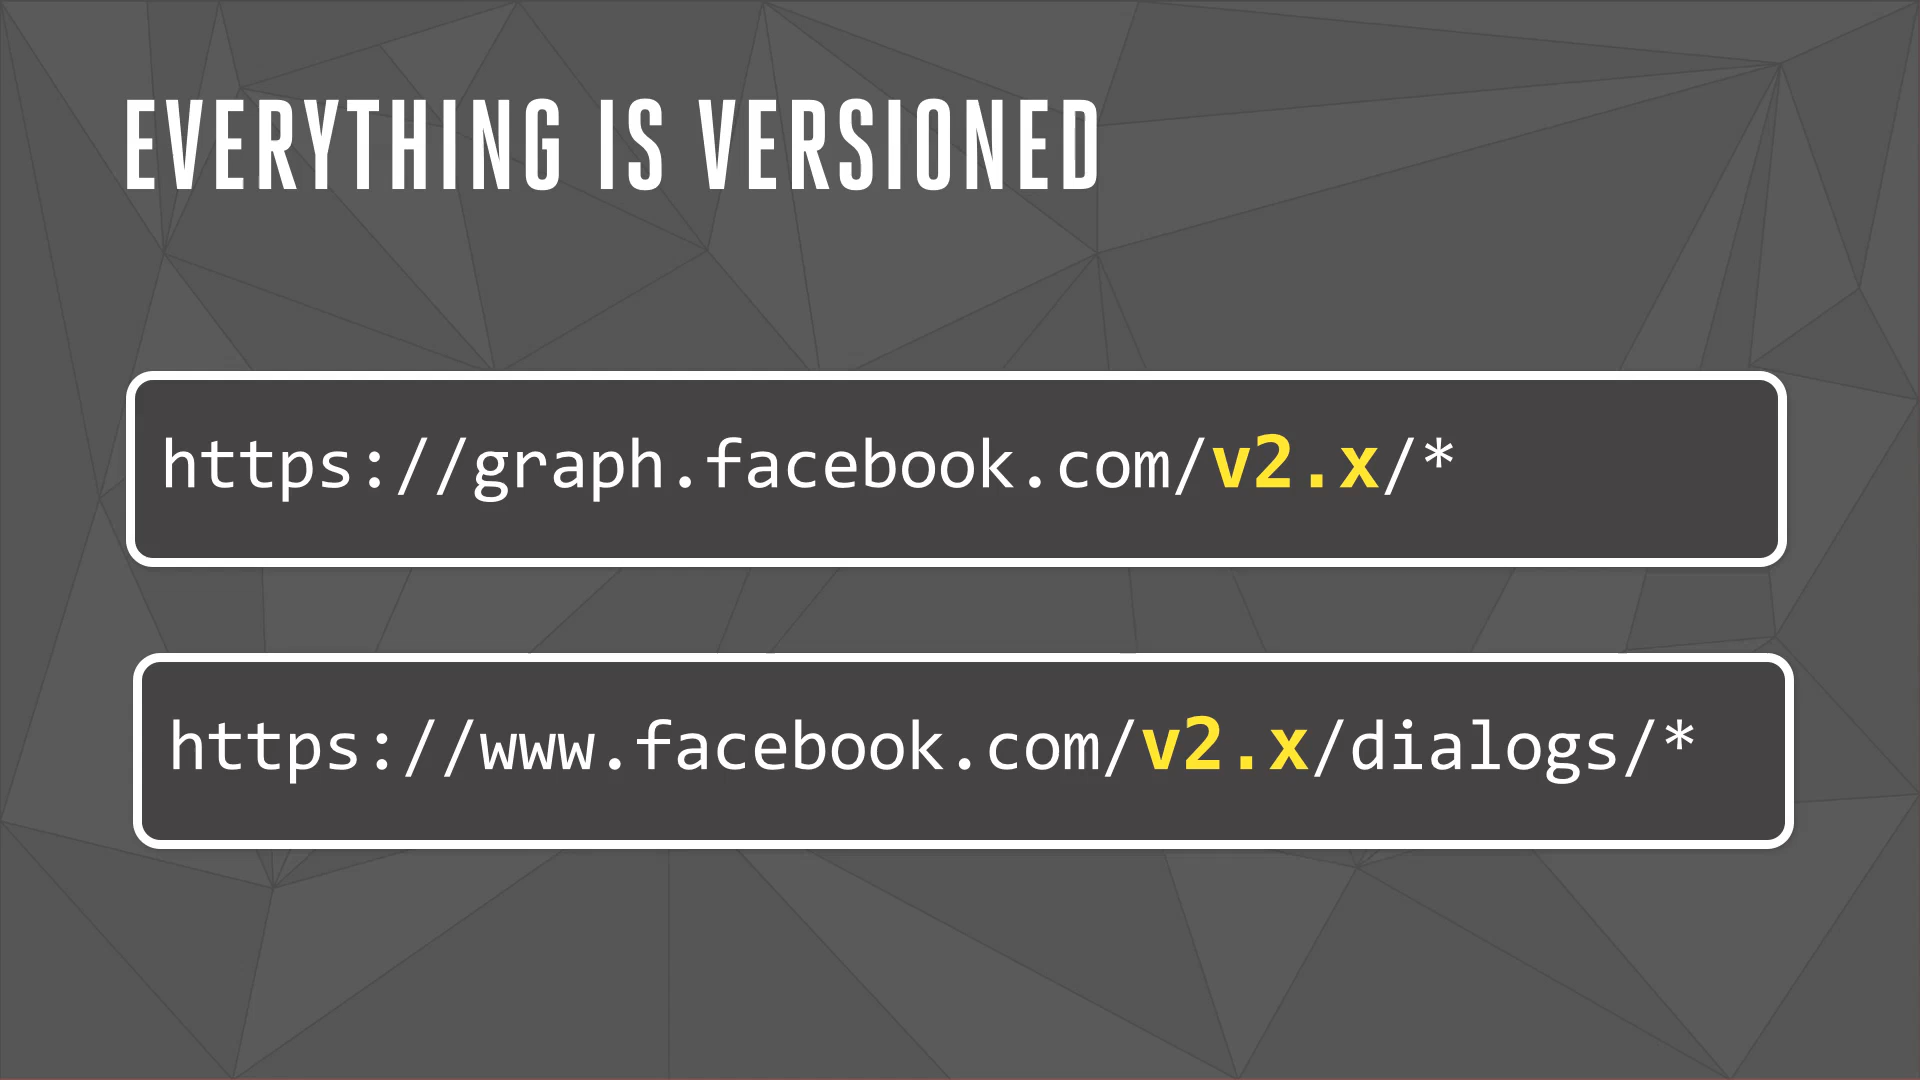 EVERYTHING IS VERSIONED
https://graph.facebook.com/v2.x/*
https://www.facebook.com/v2.x/dialogs/*